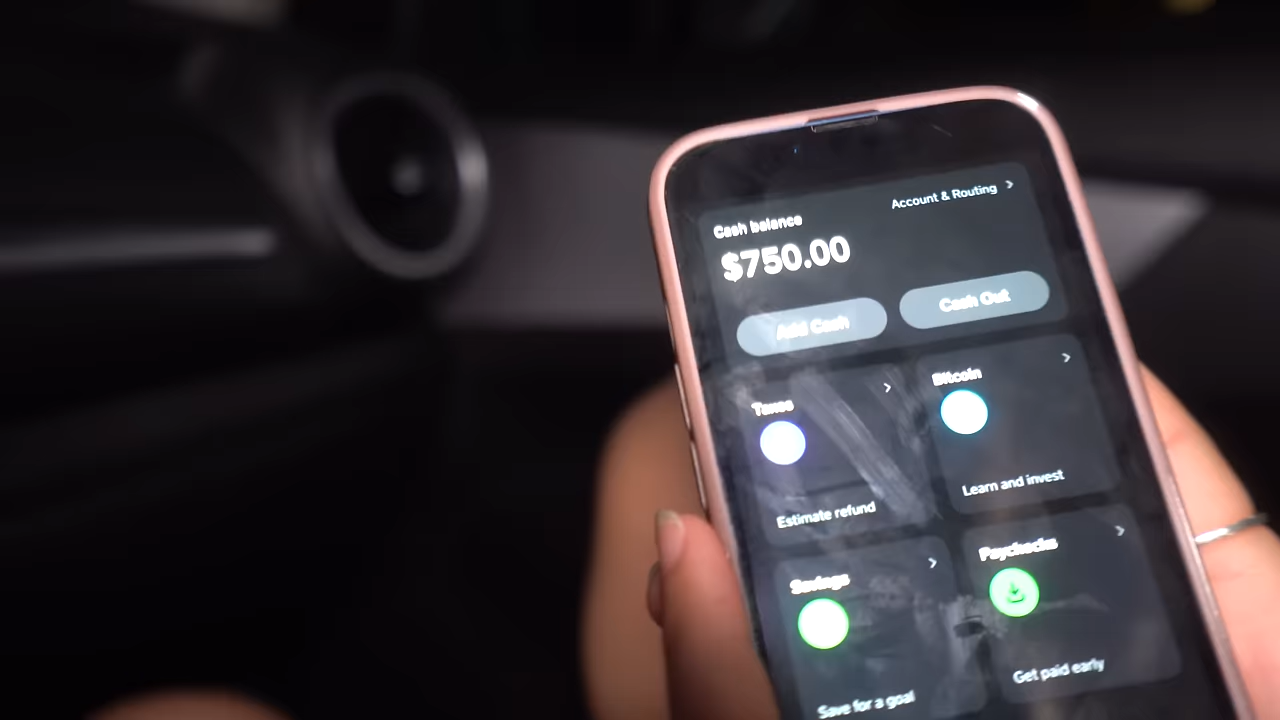 Account & Routing
Cash balance
$750.00
Add Cash
Cash Out
Taxes
Bitcoin
Estimate refund
Learn and invest
Savings
Paychecks
Save for a goal
Get paid early